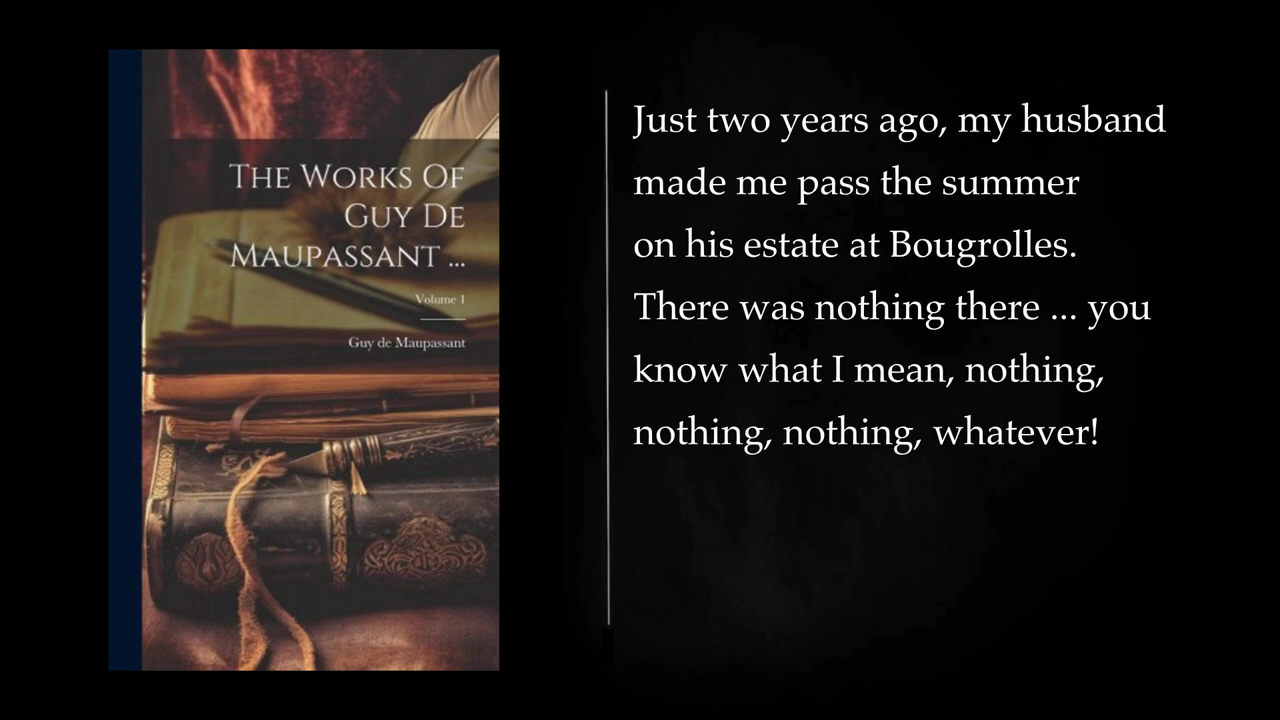 The Works Of
Guy De
Maupassant ...
Volume 1
Guy de Maupassant
Just two years ago, my husband
made me pass the summer
on his estate at Bougrolles.
There was nothing there ... you
know what I mean, nothing,
nothing, nothing, whatever!